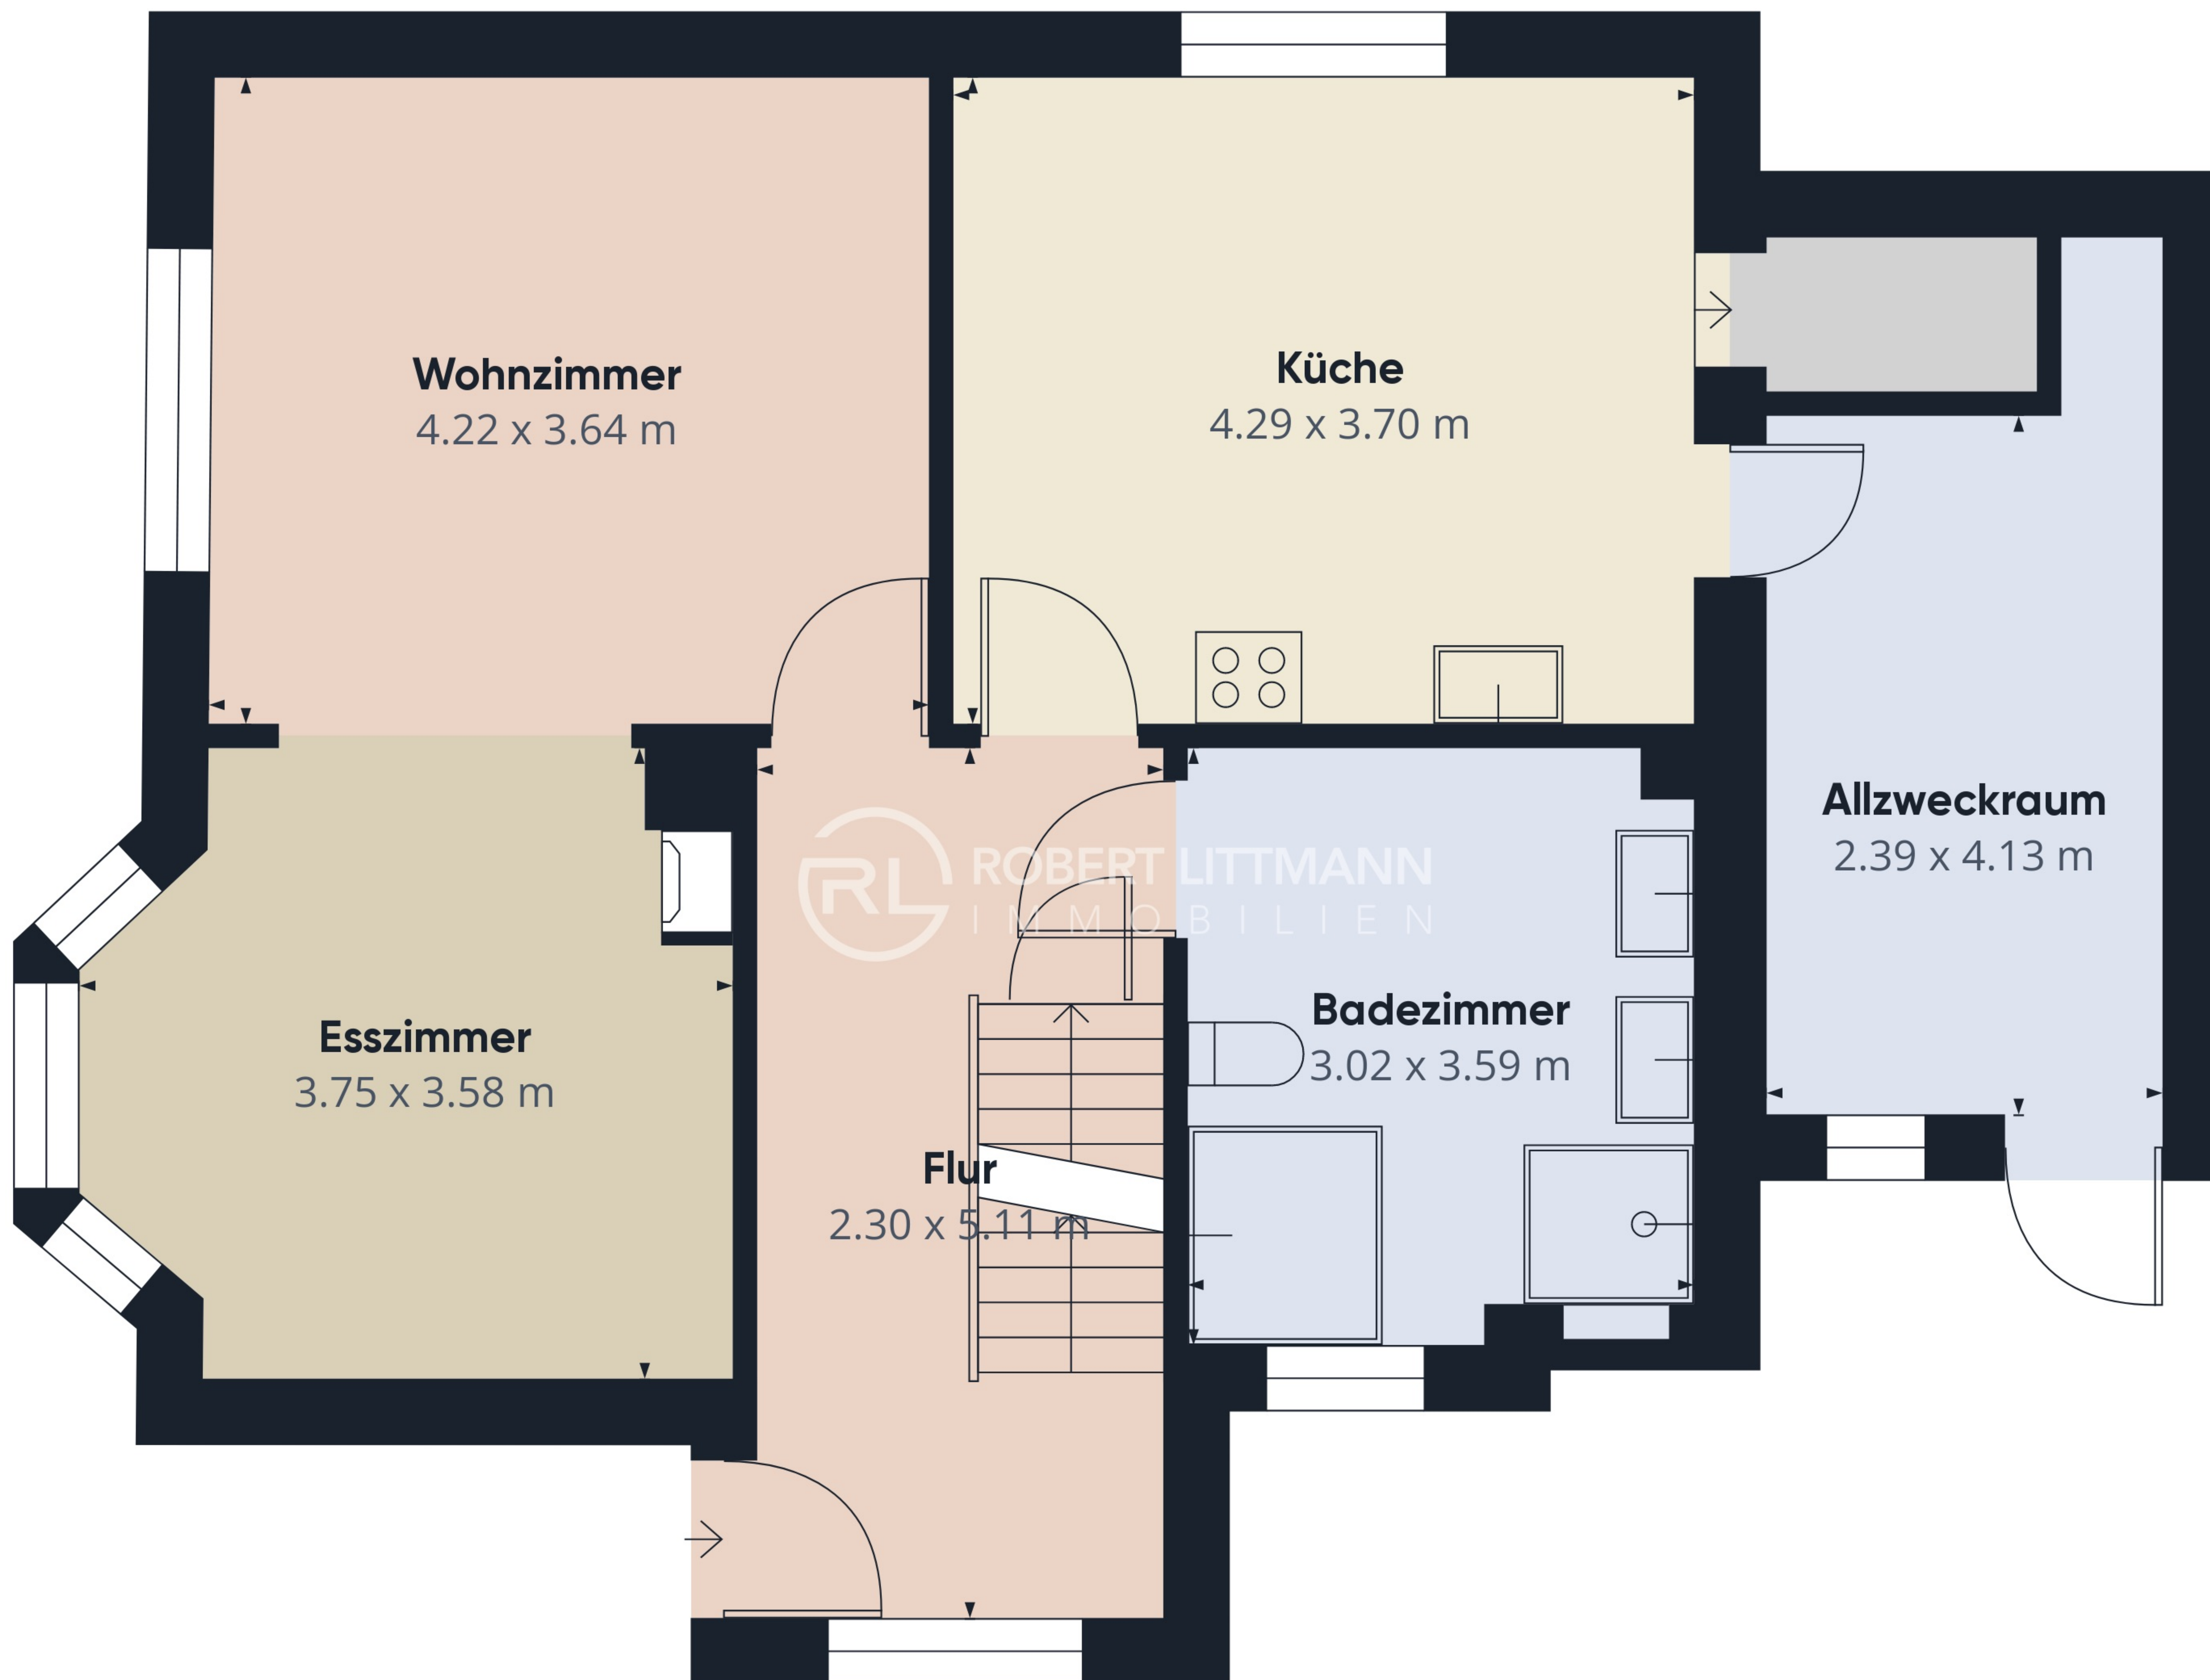 Wohnzimmer
4.22 x 3.64 m
Küche
4.29 x 3.70 m
Allzweckraum
2.39 x 4.13 m
RL
ROBERT LITTMANN
IMMOBILIEN
Esszimmer
3.75 x 3.58 m
Badezimmer
3.02 x 3.59 m
Flur
2.30 x 5.11 m